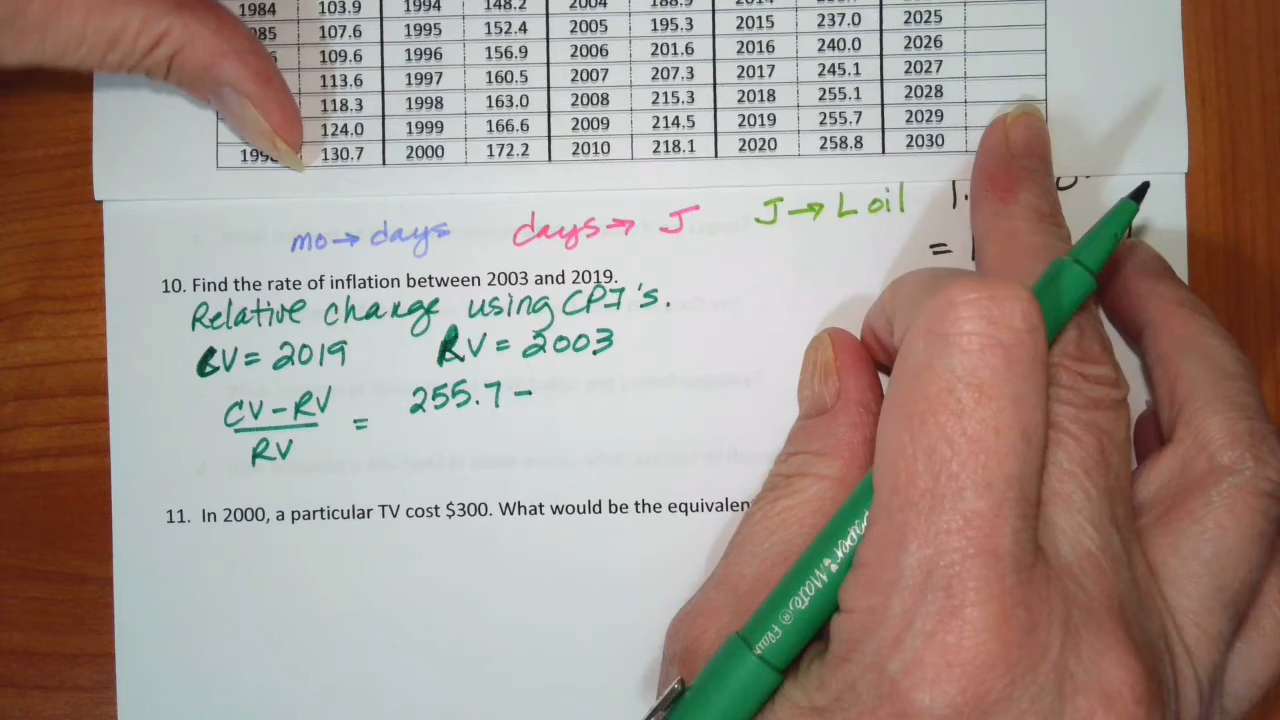 1984 103.9 1994 148.2 2004 188.9
985 107.6 1995 152.4 2005 195.3 2015 237.0 2025
109.6 1996 156.9 2006 201.6 2016 240.0 2026
113.6 1997 160.5 2007 207.3 2017 245.1 2027
118.3 1998 163.0 2008 215.3 2018 255.1 2028
124.0 1999 166.6 2009 214.5 2019 255.7 2029
130.7 2000 172.2 2010 218.1 2020 258.8 2030
mo→days days→J J→L oil
=
10. Find the rate of inflation between 2003 and 2019.
Relative change using CPI's.
CV = 2019 RV = 2003
CV - RV / RV = 255.7 -
11. In 2000, a particular TV cost $300. What would be the equivalen
Paper Mate® Flair